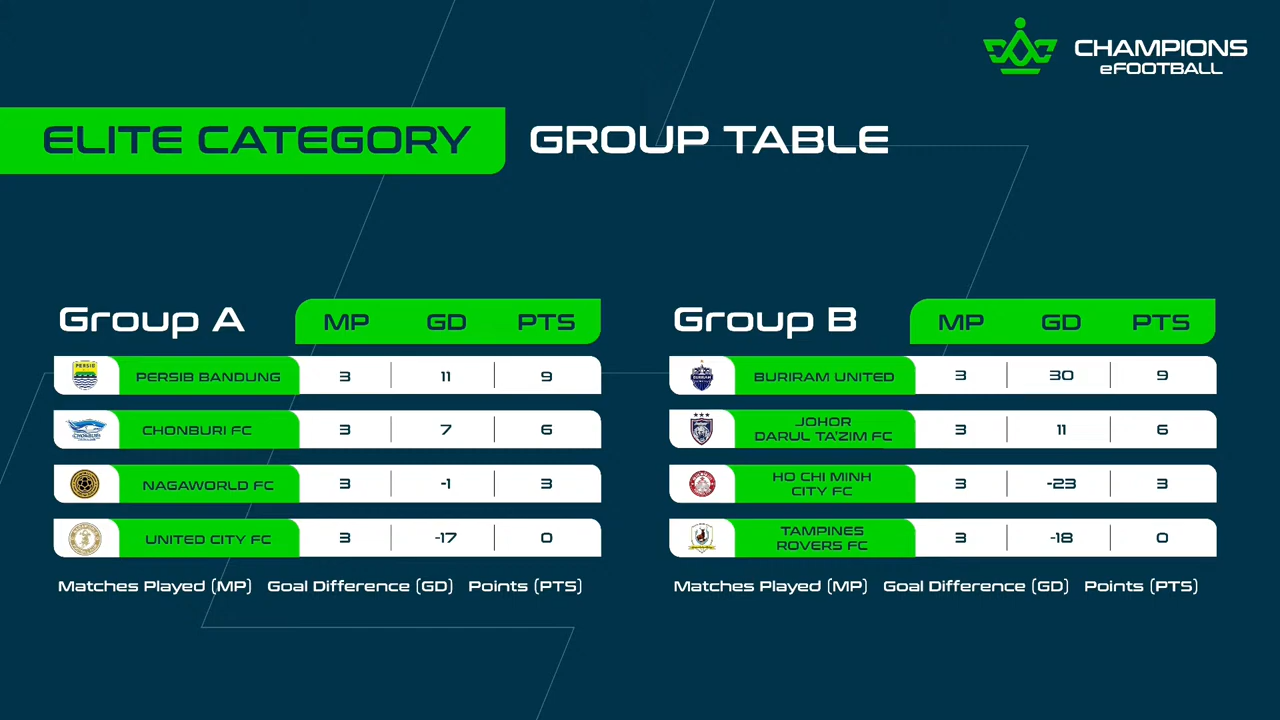 CHAMPIONS
eFOOTBALL
ELITE CATEGORY GROUP TABLE
Group A MP GD PTS
PERSIB
PERSIB BANDUNG 3 11 9
CHONBURI FC 3 7 6
NAGAWORLD FC 3 -1 3
UNITED CITY FC 3 -17 0
Matches Played (MP) Goal Difference (GD) Points (PTS)
Group B MP GD PTS
BURIRAM
BURIRAM UNITED 3 30 9
JOHOR
DARUL TA'ZIM FC 3 11 6
HO CHI MINH
CITY FC 3 -23 3
TAMPINES
ROVERS FC 3 -18 0
Matches Played (MP) Goal Difference (GD) Points (PTS)